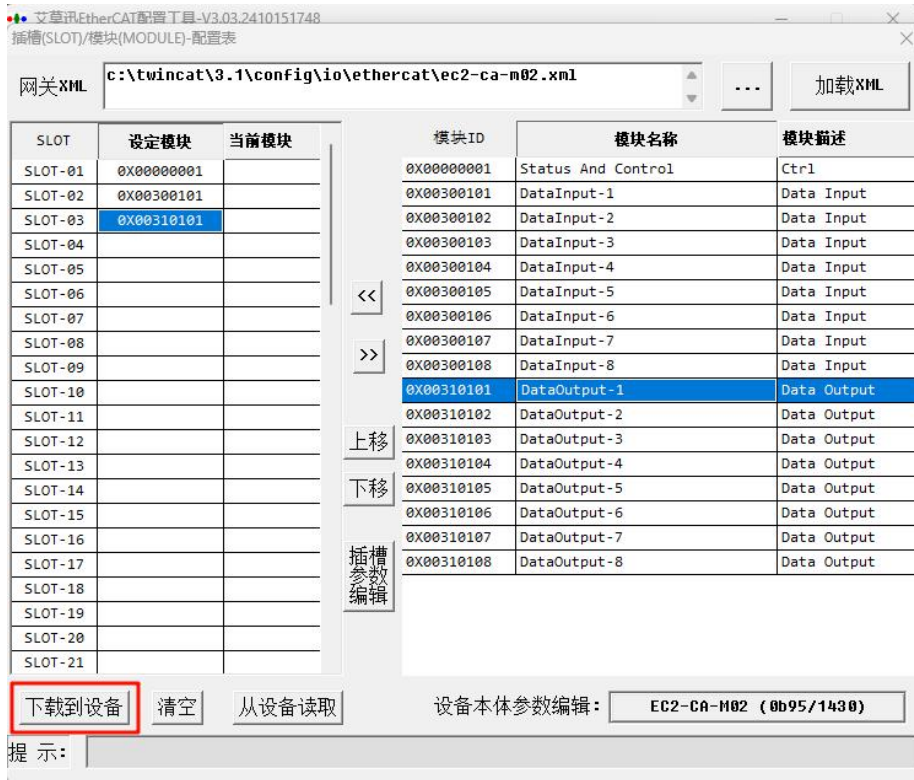 艾草讯EtherCAT配置工具-V3.03.2410151748
插槽(SLOT)/模块(MODULE)-配置表
网关XML c:\twincat\3.1\config\io\ethercat\ec2-ca-m02.xml ... 加载XML
SLOT 设定模块 当前模块 模块ID 模块名称 模块描述
SLOT-01 0X00000001 0X00000001 Status And Control Ctrl
SLOT-02 0X00300101 0X00300101 DataInput-1 Data Input
SLOT-03 0X00310101 0X00300102 DataInput-2 Data Input
SLOT-04 0X00300103 DataInput-3 Data Input
SLOT-05 0X00300104 DataInput-4 Data Input
SLOT-06 << 0X00300105 DataInput-5 Data Input
SLOT-07 0X00300106 DataInput-6 Data Input
SLOT-08 >> 0X00300107 DataInput-7 Data Input
SLOT-09 0X00300108 DataInput-8 Data Input
SLOT-10 0X00310101 DataOutput-1 Data Output
SLOT-11 0X00310102 DataOutput-2 Data Output
SLOT-12 上移 0X00310103 DataOutput-3 Data Output
SLOT-13 0X00310104 DataOutput-4 Data Output
SLOT-14 下移 0X00310105 DataOutput-5 Data Output
SLOT-15 0X00310106 DataOutput-6 Data Output
SLOT-16 0X00310107 DataOutput-7 Data Output
SLOT-17 插槽 0X00310108 DataOutput-8 Data Output
参数
SLOT-18 编辑
SLOT-19
SLOT-20
SLOT-21
下载到设备 清空 从设备读取 设备本体参数编辑: EC2-CA-M02 (0b95/1430)
提 示: